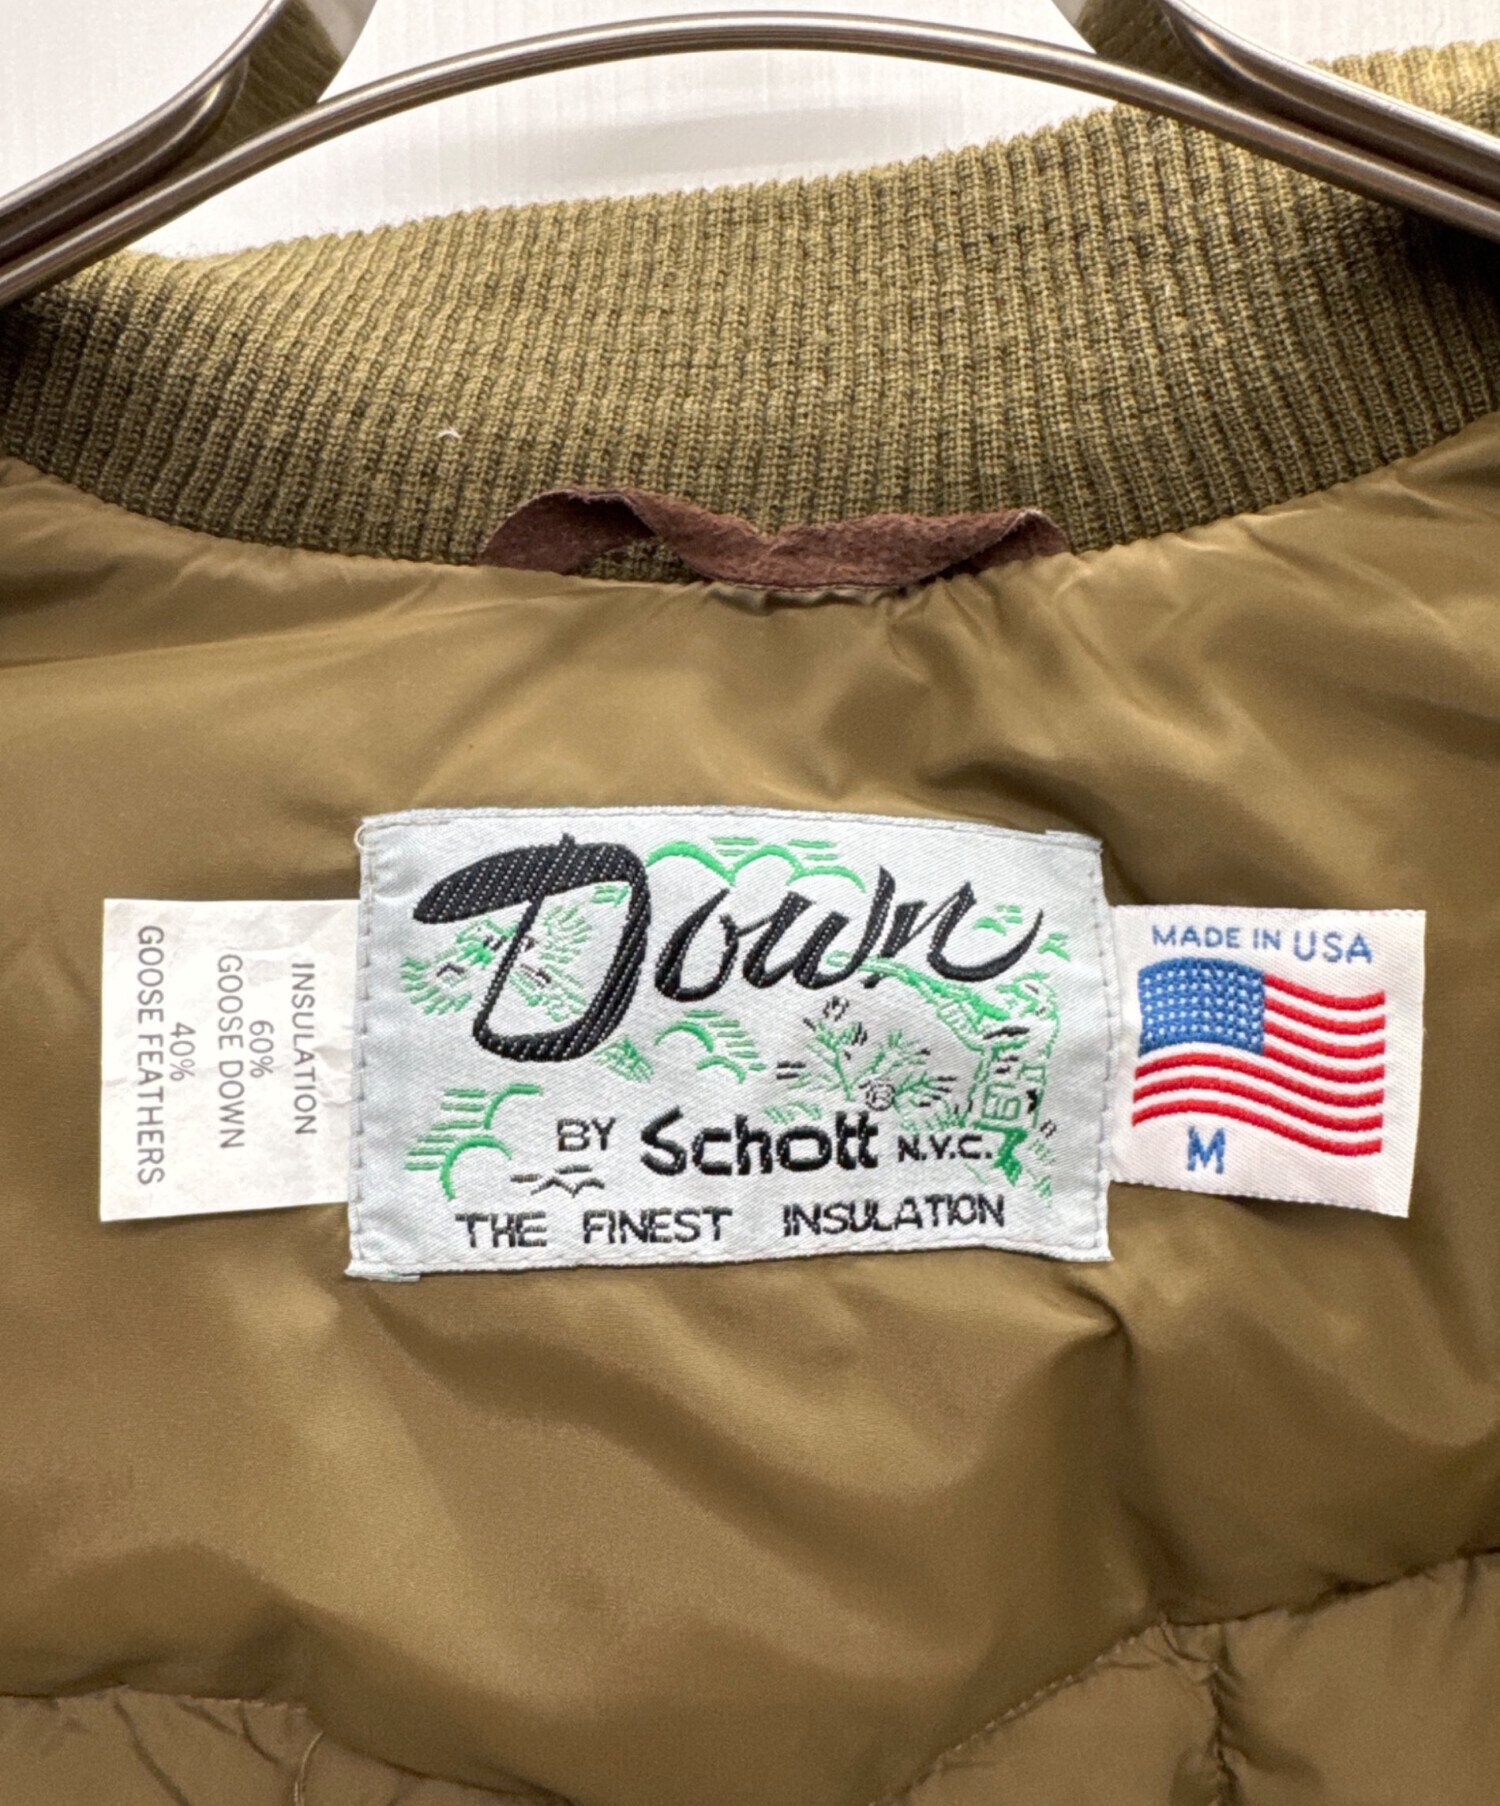 INSULATION
60%
GOOSE DOWN
40%
GOOSE FEATHERS
Down
®
BY Schott N.Y.C.
THE FINEST INSULATION
MADE IN USA
M